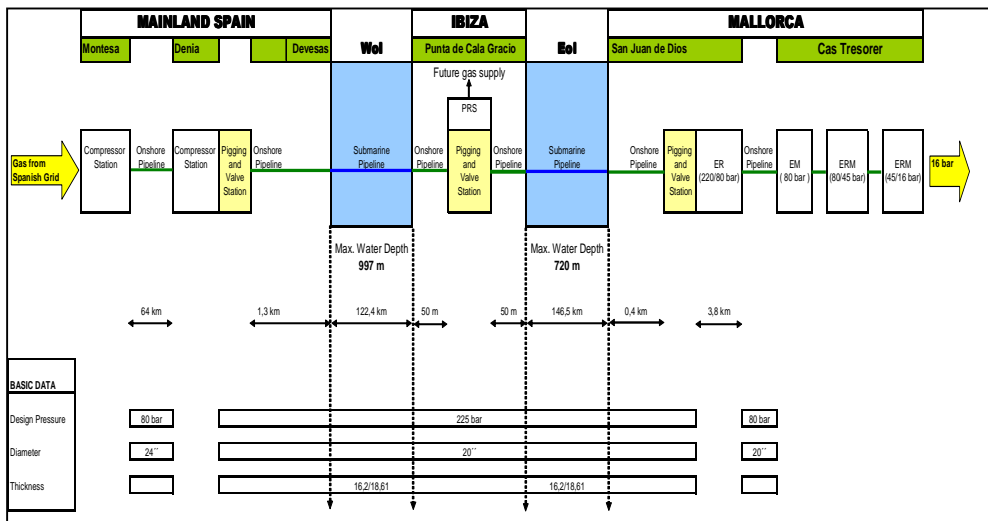 MAINLAND SPAIN
IBIZA
MALLORCA
Montesa
Denia
Devesas
Wol
Punta de Cala Gracio
Eol
San Juan de Dios
Cas Tresorer
Future gas supply
PRS
Gas from
Spanish Grid
Compressor
Station
Onshore
Pipeline
Compressor
Station
Pigging
and
Valve
Station
Onshore
Pipeline
Submarine
Pipeline
Onshore
Pipeline
Pigging
and
Valve
Station
Onshore
Pipeline
Submarine
Pipeline
Onshore
Pipeline
Pigging
and
Valve
Station
ER
(220/80 bar)
Onshore
Pipeline
EM
( 80 bar )
ERM
(80/45 bar)
ERM
(45/16 bar)
16 bar
Max. Water Depth
997 m
Max. Water Depth
720 m
64 km
1,3 km
122,4 km
50 m
50 m
146,5 km
0,4 km
3,8 km
BASIC DATA
Design Pressure
80 bar
225 bar
80 bar
Diameter
24´´
20´´
20´´
Thickness
16,2/18,61
16,2/18,61